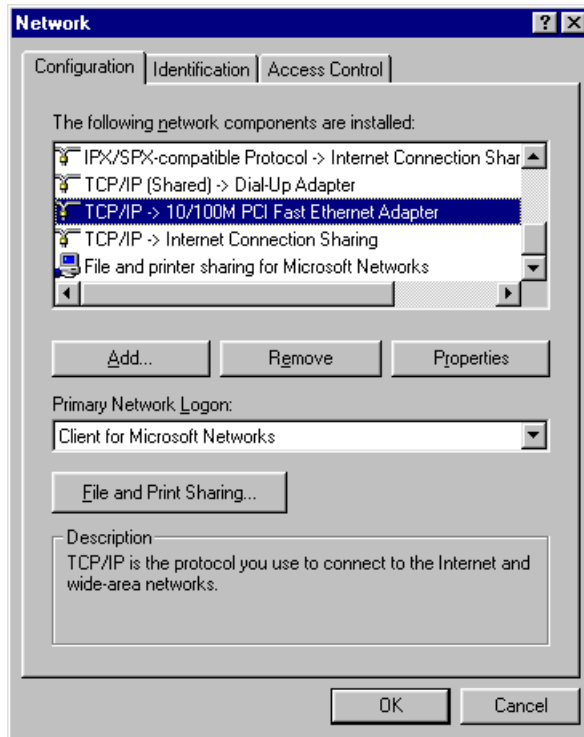 Network
Configuration Identification Access Control
The following network components are installed:
IPX/SPX-compatible Protocol -> Internet Connection Shar
TCP/IP (Shared) -> Dial-Up Adapter
TCP/IP -> 10/100M PCI Fast Ethernet Adapter
TCP/IP -> Internet Connection Sharing
File and printer sharing for Microsoft Networks
Add... Remove Properties
Primary Network Logon:
Client for Microsoft Networks
File and Print Sharing...
Description
TCP/IP is the protocol you use to connect to the Internet and
wide-area networks.
OK Cancel